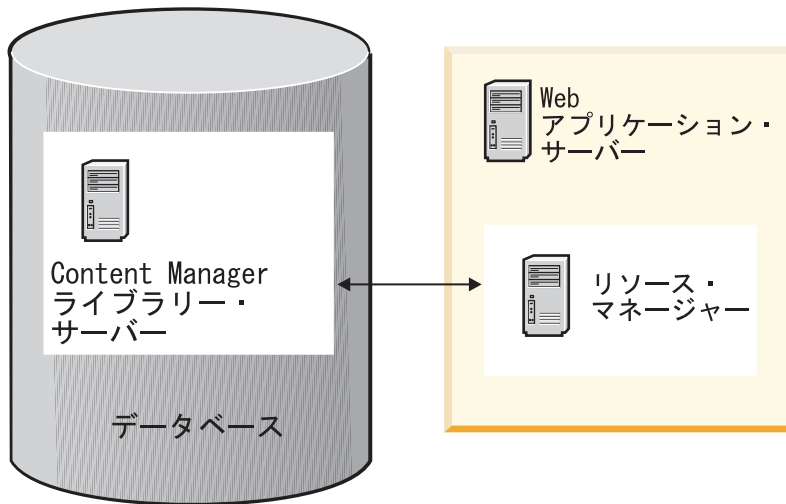 Content Manager
ライブラリー・
サーバー
データベース
Web
アプリケーション・
サーバー
リソース・
マネージャー